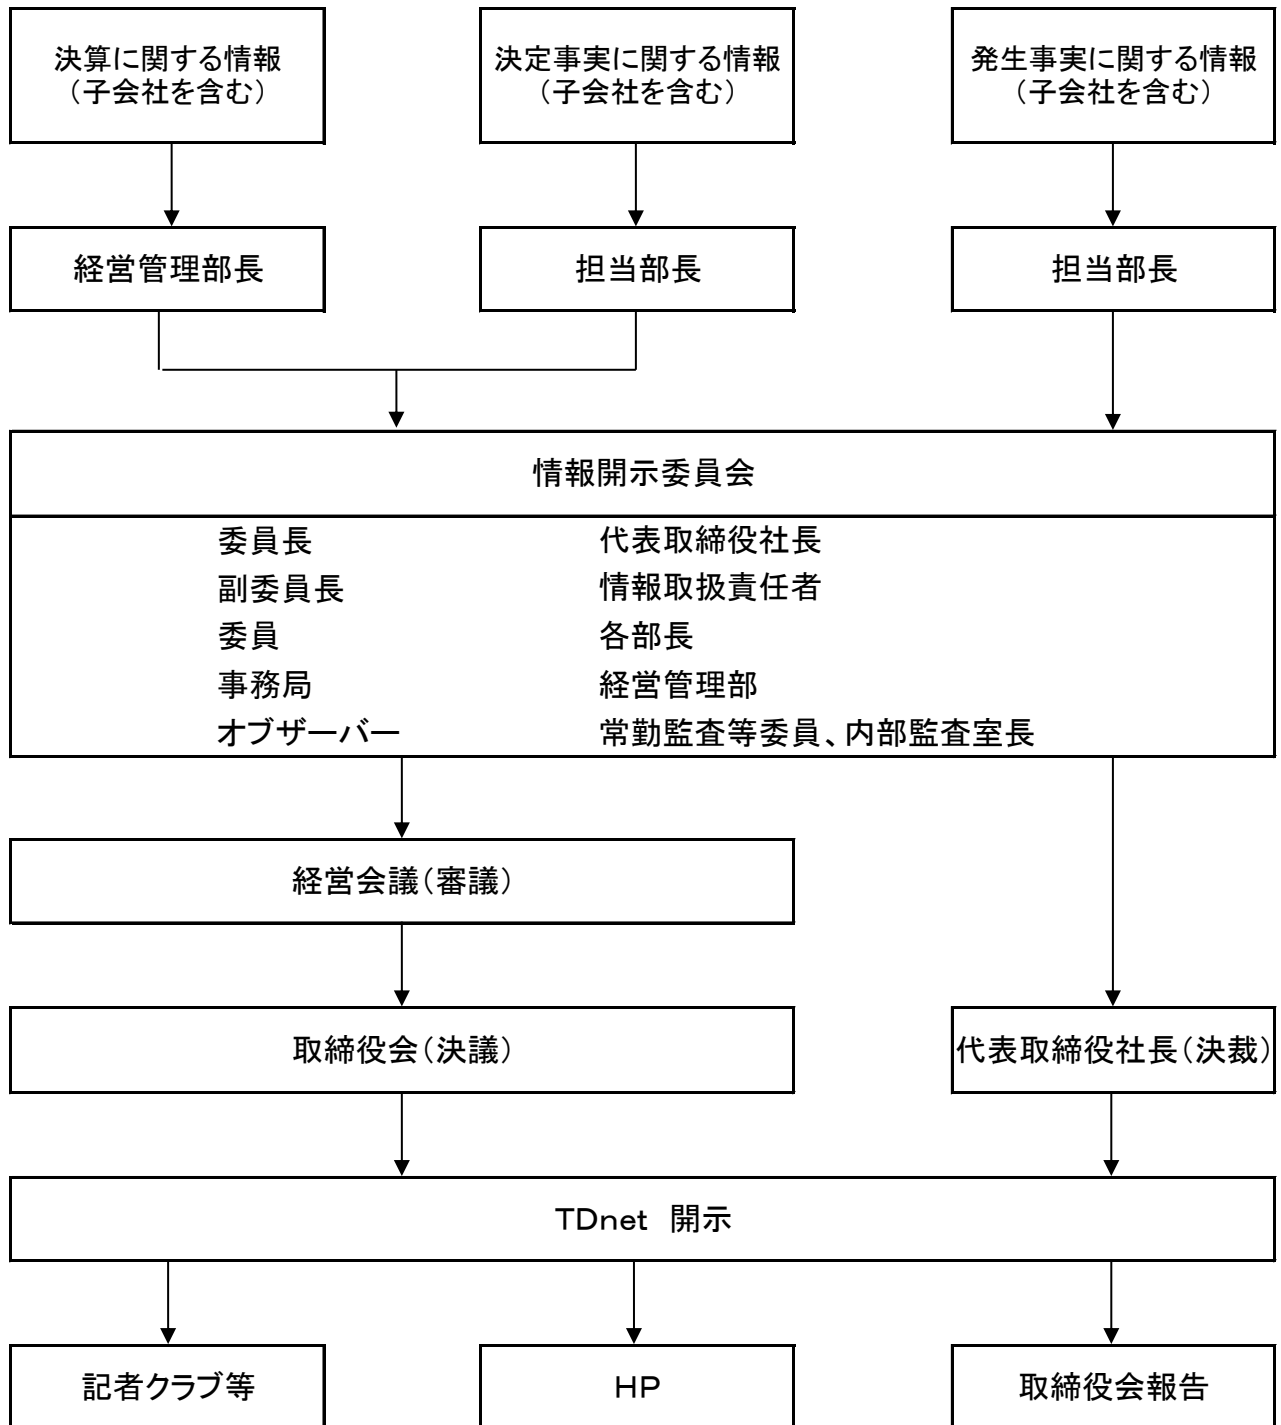 決算に関する情報
（子会社を含む）
決定事実に関する情報
（子会社を含む）
発生事実に関する情報
（子会社を含む）
経営管理部長
担当部長
担当部長
情報開示委員会
委員長 代表取締役社長
副委員長 情報取扱責任者
委員 各部長
事務局 経営管理部
オブザーバー 常勤監査等委員、内部監査室長
経営会議（審議）
取締役会（決議）
代表取締役社長（決裁）
ＴＤｎｅｔ　開示
記者クラブ等
ＨＰ
取締役会報告